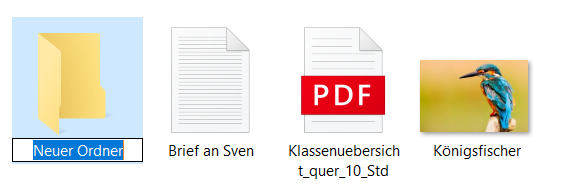 PDF
Neuer Ordner
Brief an Sven
Klassenuebersich
t_quer_10_Std
Königsfischer